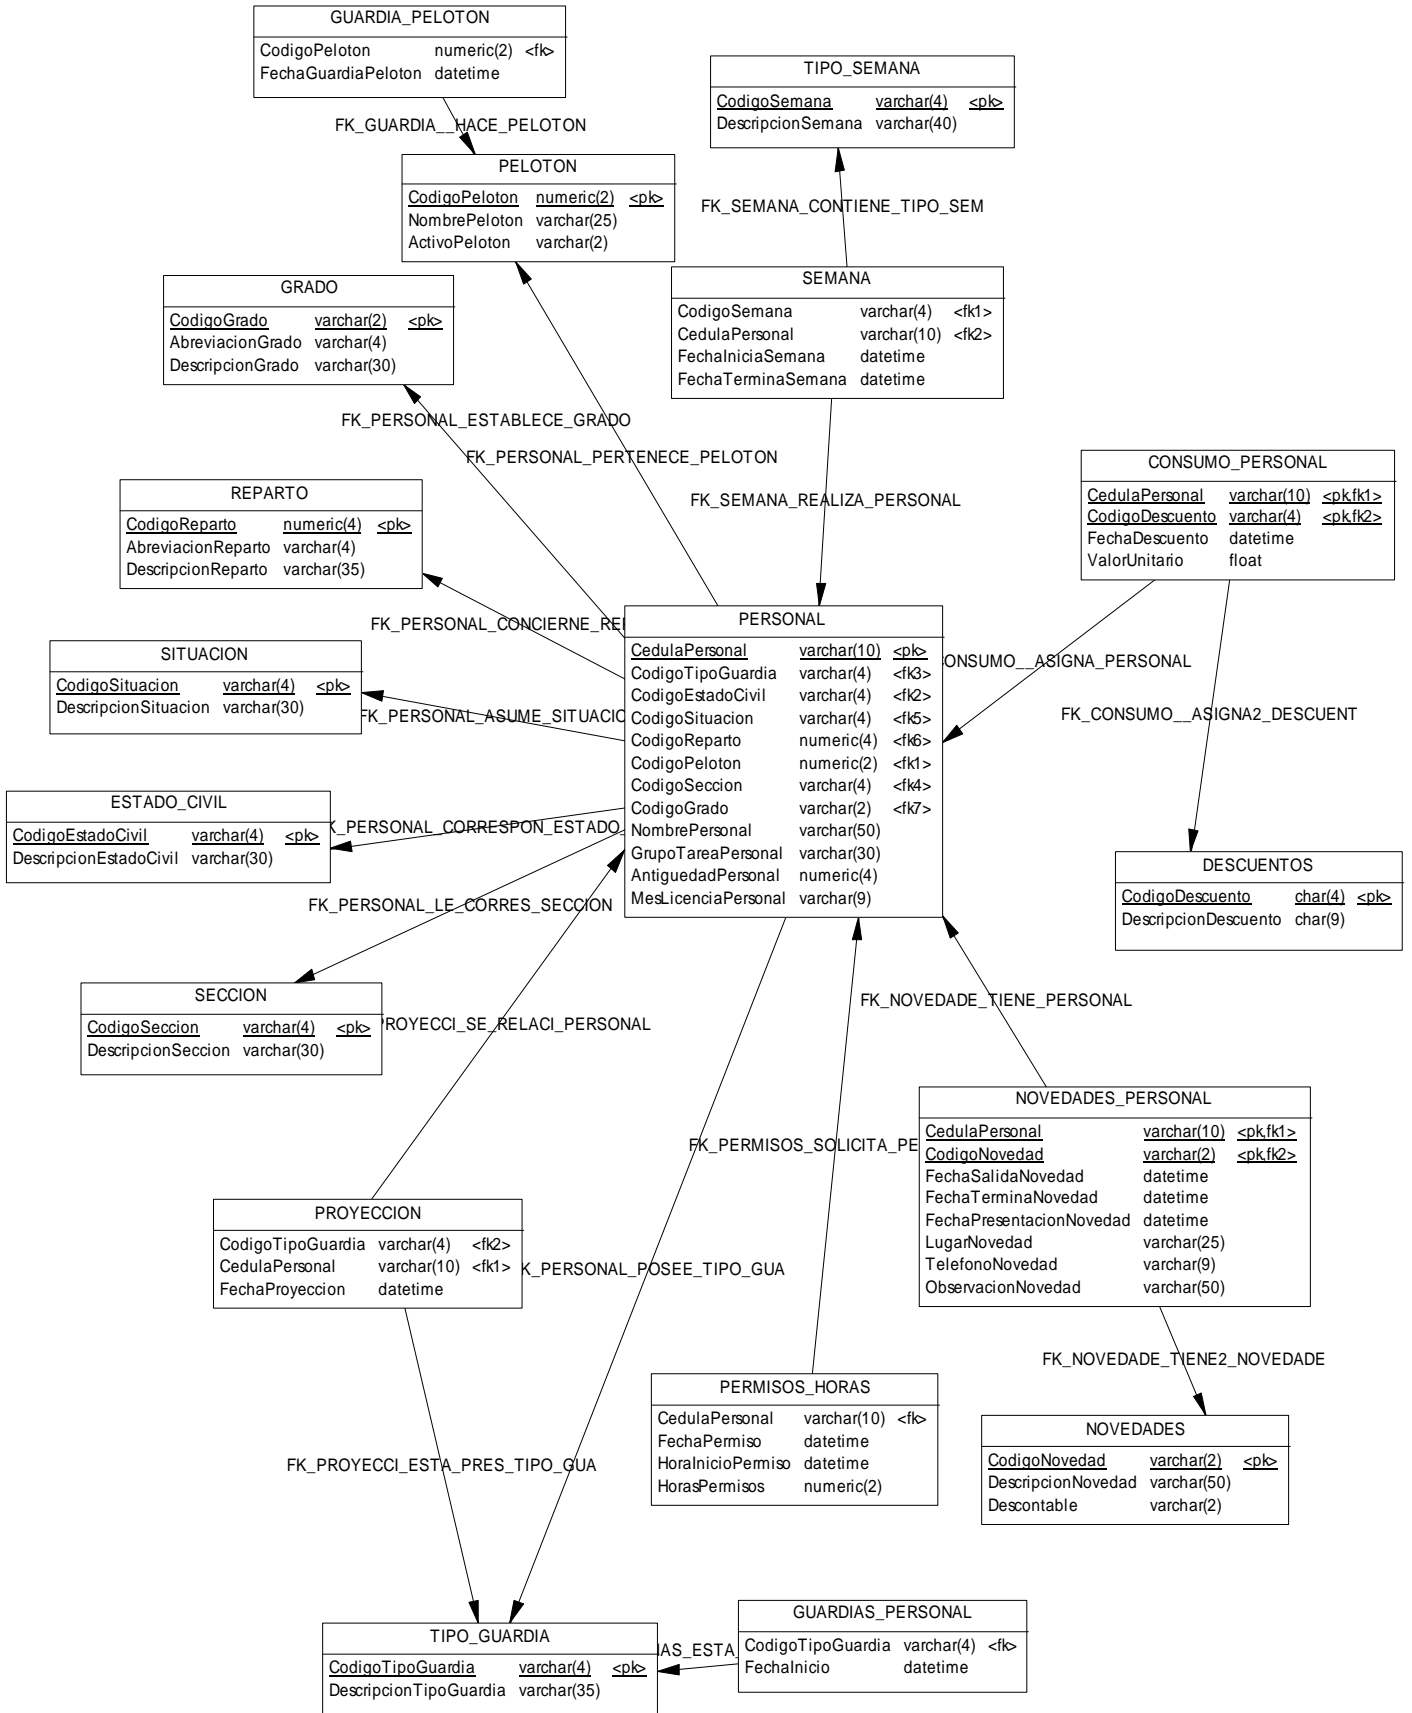 GUARDIA_PELOTON
CodigoPeloton numeric(2) <fk>
FechaGuardiaPeloton datetime
FK_GUARDIA__HACE_PELOTON
TIPO_SEMANA
CodigoSemana varchar(4) <pk>
DescripcionSemana varchar(40)
PELOTON
CodigoPeloton numeric(2) <pk>
NombrePeloton varchar(25)
ActivoPeloton varchar(2)
FK_SEMANA_CONTIENE_TIPO_SEM
GRADO
CodigoGrado varchar(2) <pk>
AbreviacionGrado varchar(4)
DescripcionGrado varchar(30)
SEMANA
CodigoSemana varchar(4) <fk1>
CedulaPersonal varchar(10) <fk2>
FechaIniciaSemana datetime
FechaTerminaSemana datetime
FK_PERSONAL_ESTABLECE_GRADO
FK_PERSONAL_PERTENECE_PELOTON
FK_SEMANA_REALIZA_PERSONAL
CONSUMO_PERSONAL
CedulaPersonal varchar(10) <pk,fk1>
CodigoDescuento varchar(4) <pk,fk2>
FechaDescuento datetime
ValorUnitario float
REPARTO
CodigoReparto numeric(4) <pk>
AbreviacionReparto varchar(4)
DescripcionReparto varchar(35)
FK_PERSONAL_CONCIERNE_RE
PERSONAL
CedulaPersonal varchar(10) <pk>
CodigoTipoGuardia varchar(4) <fk3>
CodigoEstadoCivil varchar(4) <fk2>
CodigoSituacion varchar(4) <fk5>
CodigoReparto numeric(4) <fk6>
CodigoPeloton numeric(2) <fk1>
CodigoSeccion varchar(4) <fk4>
CodigoGrado varchar(2) <fk7>
NombrePersonal varchar(50)
GrupoTareaPersonal varchar(30)
AntiguedadPersonal numeric(4)
MesLicenciaPersonal varchar(9)
SITUACION
CodigoSituacion varchar(4) <pk>
DescripcionSituacion varchar(30)
FK_PERSONAL_ASUME_SITUACIO
ONSUMO__ASIGNA_PERSONAL
FK_CONSUMO__ASIGNA2_DESCUENT
ESTADO_CIVIL
CodigoEstadoCivil varchar(4) <pk>
DescripcionEstadoCivil varchar(30)
K_PERSONAL_CORRESPON_ESTADO_
DESCUENTOS
CodigoDescuento char(4) <pk>
DescripcionDescuento char(9)
FK_PERSONAL_LE_CORRES_SECCION
SECCION
CodigoSeccion varchar(4) <pk>
DescripcionSeccion varchar(30)
ROYECCI_SE_RELACI_PERSONAL
FK_NOVEDADE_TIENE_PERSONAL
NOVEDADES_PERSONAL
CedulaPersonal varchar(10) <pk,fk1>
CodigoNovedad varchar(2) <pk,fk2>
FechaSalidaNovedad datetime
FechaTerminaNovedad datetime
FechaPresentacionNovedad datetime
LugarNovedad varchar(25)
TelefonoNovedad varchar(9)
ObservacionNovedad varchar(50)
FK_PERMISOS_SOLICITA_PE
PROYECCION
CodigoTipoGuardia varchar(4) <fk2>
CedulaPersonal varchar(10) <fk1>
FechaProyeccion datetime
K_PERSONAL_POSEE_TIPO_GUA
FK_NOVEDADE_TIENE2_NOVEDADE
PERMISOS_HORAS
CedulaPersonal varchar(10) <fk>
FechaPermiso datetime
HoraInicioPermiso datetime
HorasPermisos numeric(2)
NOVEDADES
CodigoNovedad varchar(2) <pk>
DescripcionNovedad varchar(50)
Descontable varchar(2)
FK_PROYECCI_ESTA_PRES_TIPO_GUA
TIPO_GUARDIA
CodigoTipoGuardia varchar(4) <pk>
DescripcionTipoGuardia varchar(35)
IAS_ESTA_
GUARDIAS_PERSONAL
CodigoTipoGuardia varchar(4) <fk>
FechaInicio datetime